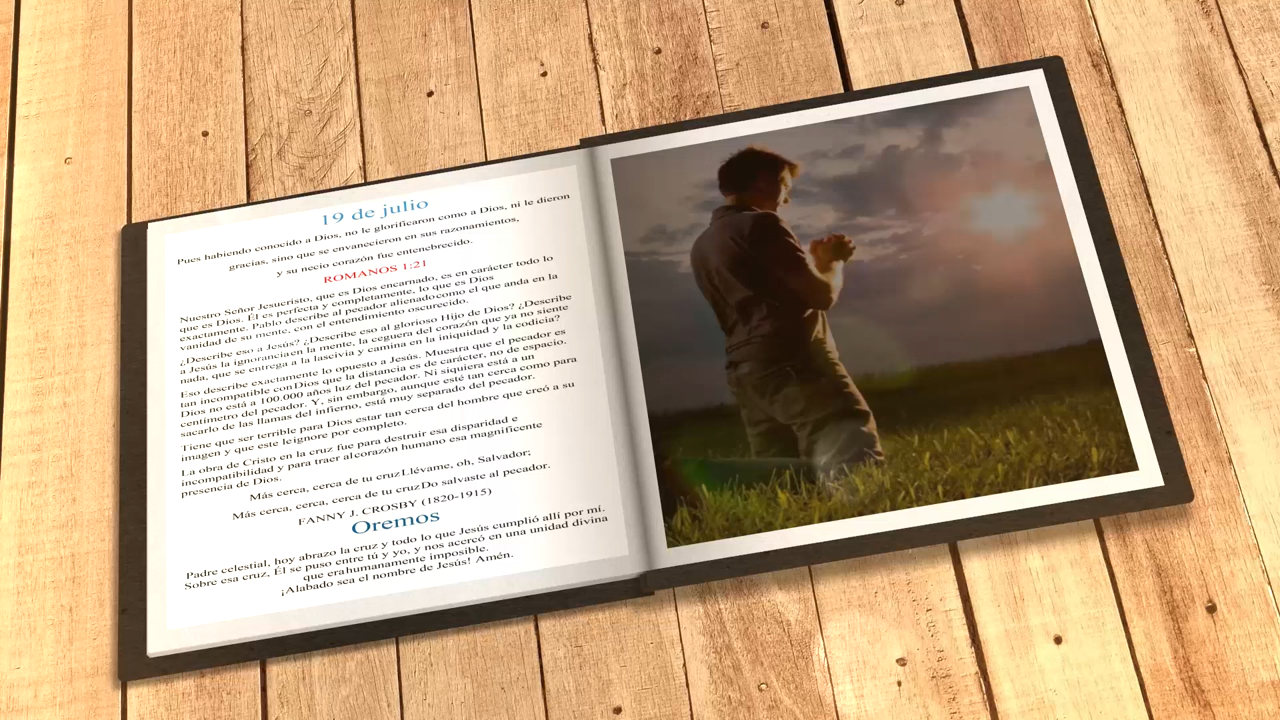 19 de julio
Pues habiendo conocido a Dios, no le glorificaron como a Dios, ni le dieron
gracias, sino que se envanecieron en sus razonamientos,
y su necio corazón fue entenebrecido.
ROMANOS 1:21
Nuestro Señor Jesucristo, que es Dios encarnado, es en carácter todo lo
que es Dios. Él es perfecta y completamente, lo que es Dios
exactamente. Pablo describe al pecador alienadocomo el que anda en la
vanidad de su mente, con el entendimiento oscurecido.
¿Describe eso a Jesús? ¿Describe eso al glorioso Hijo de Dios? ¿Describe
a Jesús la ignoranciaen la mente, la ceguera del corazón que ya no siente
nada, que se entrega a la lascivia y camina en la iniquidad y la codicia?
Eso describe exactamente lo opuesto a Jesús. Muestra que el pecador es
tan incompatible conDios que la distancia es de carácter, no de espacio.
Dios no está a 100.000 años luz del pecador. Ni siquiera está a un
centímetro del pecador. Y, sin embargo, aunque esté tan cerca como para
sacarlo de las llamas del infierno, está muy separado del pecador.
Tiene que ser terrible para Dios estar tan cerca del hombre que creó a su
imagen y que este leignore por completo.
La obra de Cristo en la cruz fue para destruir esa disparidad e
incompatibilidad y para traer alcorazón humano esa magnificente
presencia de Dios.
Más cerca, cerca de tu cruzLlévame, oh, Salvador;
Más cerca, cerca de tu cruzDo salvaste al pecador.
FANNY J. CROSBY (1820-1915)
Oremos
Padre celestial, hoy abrazo la cruz y todo lo que Jesús cumplió allí por mí.
Sobre esa cruz, Él se puso entre tú y yo, y nos acercó en una unidad divina
que erahumanamente imposible.
¡Alabado sea el nombre de Jesús! Amén.